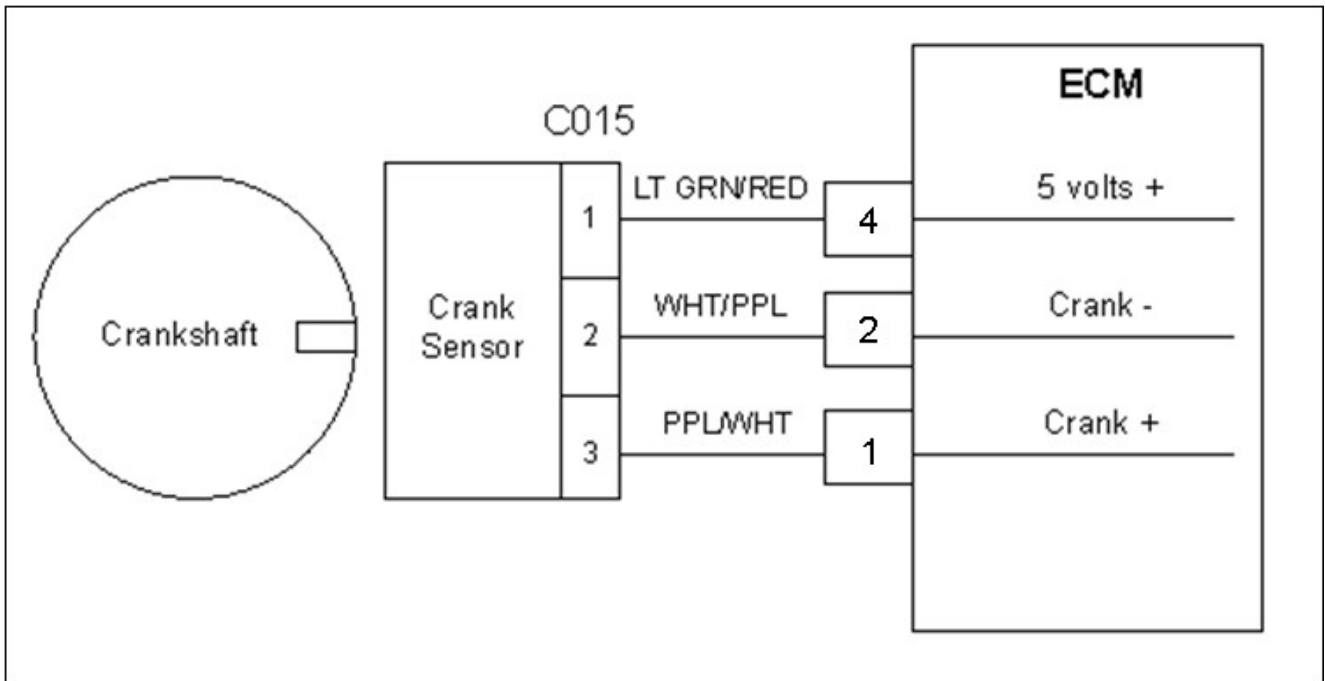 ECM
C015
LT GRN/RED
5 volts +
1
4
WHT/PPL
Crank -
Crankshaft
Crank
Sensor
2
2
PPL/WHT
Crank +
3
1